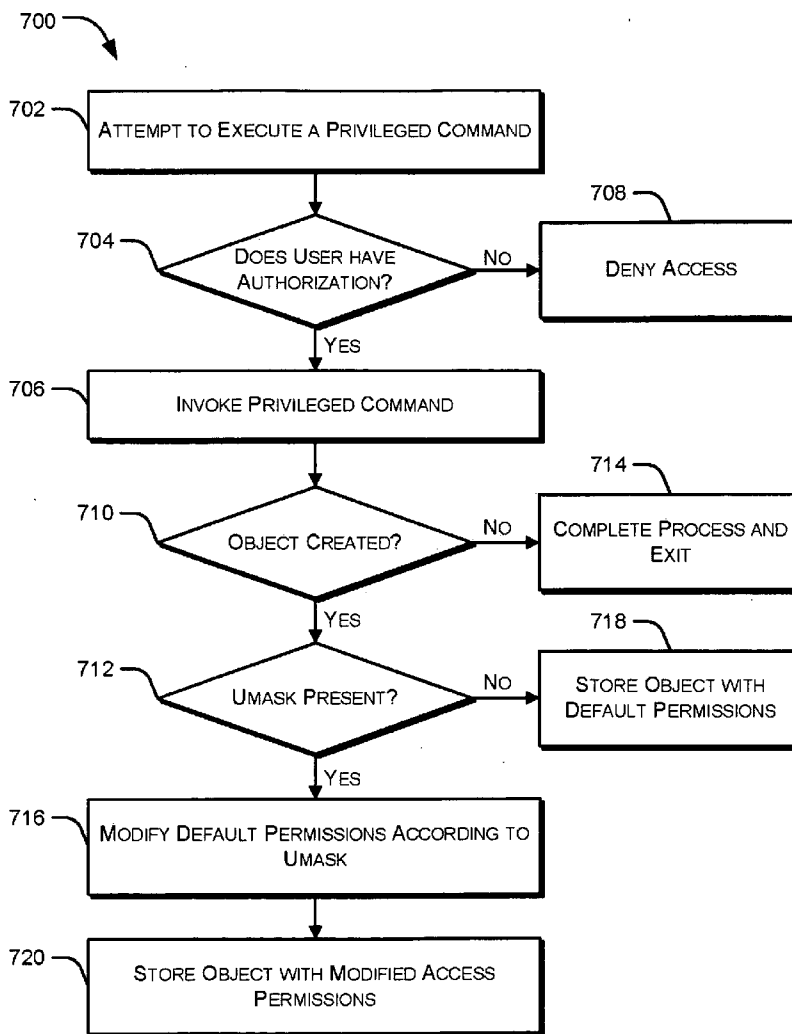 700
702
ATTEMPT TO EXECUTE A PRIVILEGED COMMAND
708
704
DOES USER HAVE
AUTHORIZATION?
NO
DENY ACCESS
YES
706
INVOKE PRIVILEGED COMMAND
714
710
OBJECT CREATED?
NO
COMPLETE PROCESS AND
EXIT
YES
718
712
UMASK PRESENT?
NO
STORE OBJECT WITH
DEFAULT PERMISSIONS
YES
716
MODIFY DEFAULT PERMISSIONS ACCORDING TO
UMASK
720
STORE OBJECT WITH MODIFIED ACCESS
PERMISSIONS